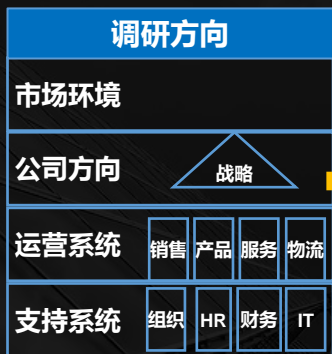 调研方向
市场环境
公司方向 战略
运营系统 销售 产品 服务 物流
支持系统 组织 HR 财务 IT